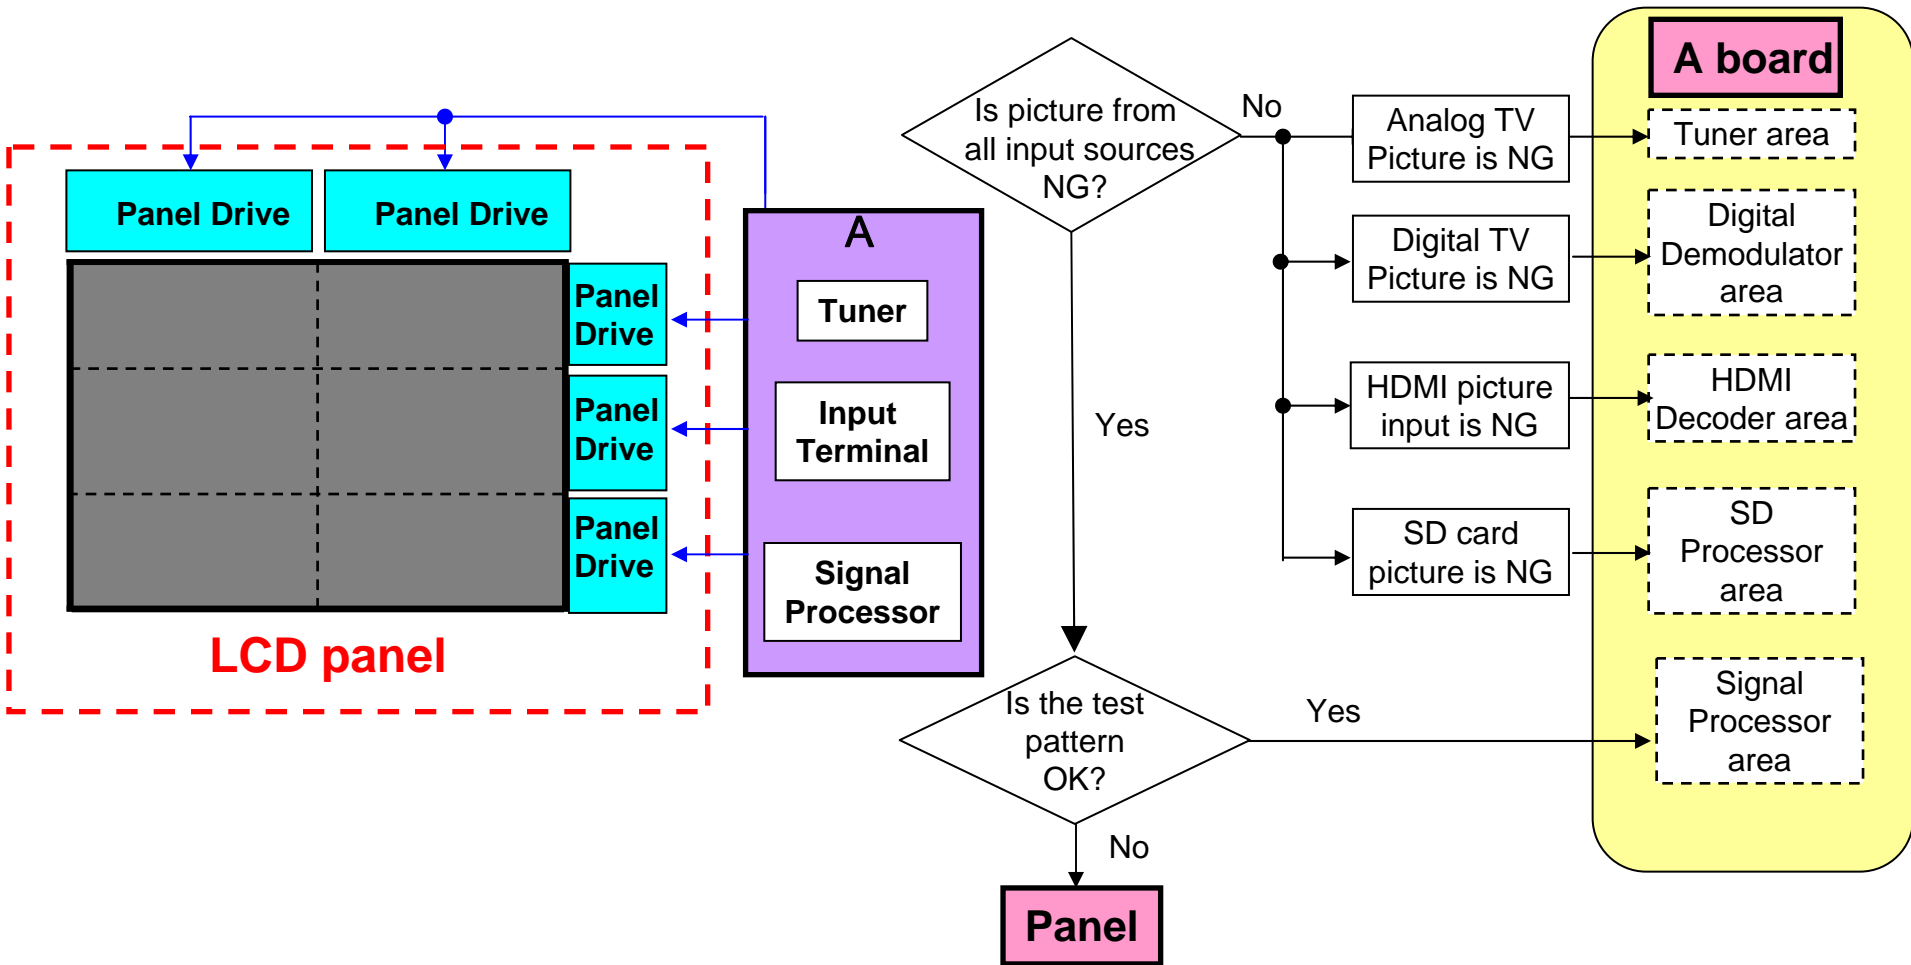 Panel Drive
Panel Drive
Panel
Drive
Panel
Drive
Panel
Drive
LCD panel
A
Tuner
Input
Terminal
Signal
Processor
Is picture from
all input sources
NG?
No
Yes
Analog TV
Picture is NG
Digital TV
Picture is NG
HDMI picture
input is NG
SD card
picture is NG
A board
Tuner area
Digital
Demodulator
area
HDMI
Decoder area
SD
Processor
area
Signal
Processor
area
Is the test
pattern
OK?
Yes
No
Panel